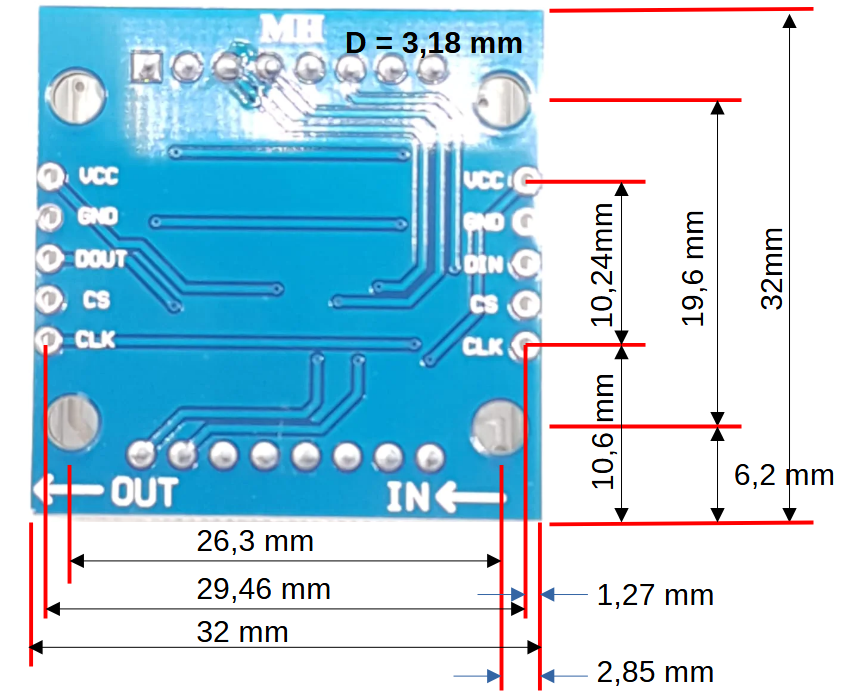 MH
D = 3,18 mm
VCC
GND
DOUT
CS
CLK
VCC
GND
DIN
CS
CLK
OUT
IN
10,24mm
19,6 mm
32mm
10,6 mm
6,2 mm
26,3 mm
29,46 mm
1,27 mm
32 mm
2,85 mm